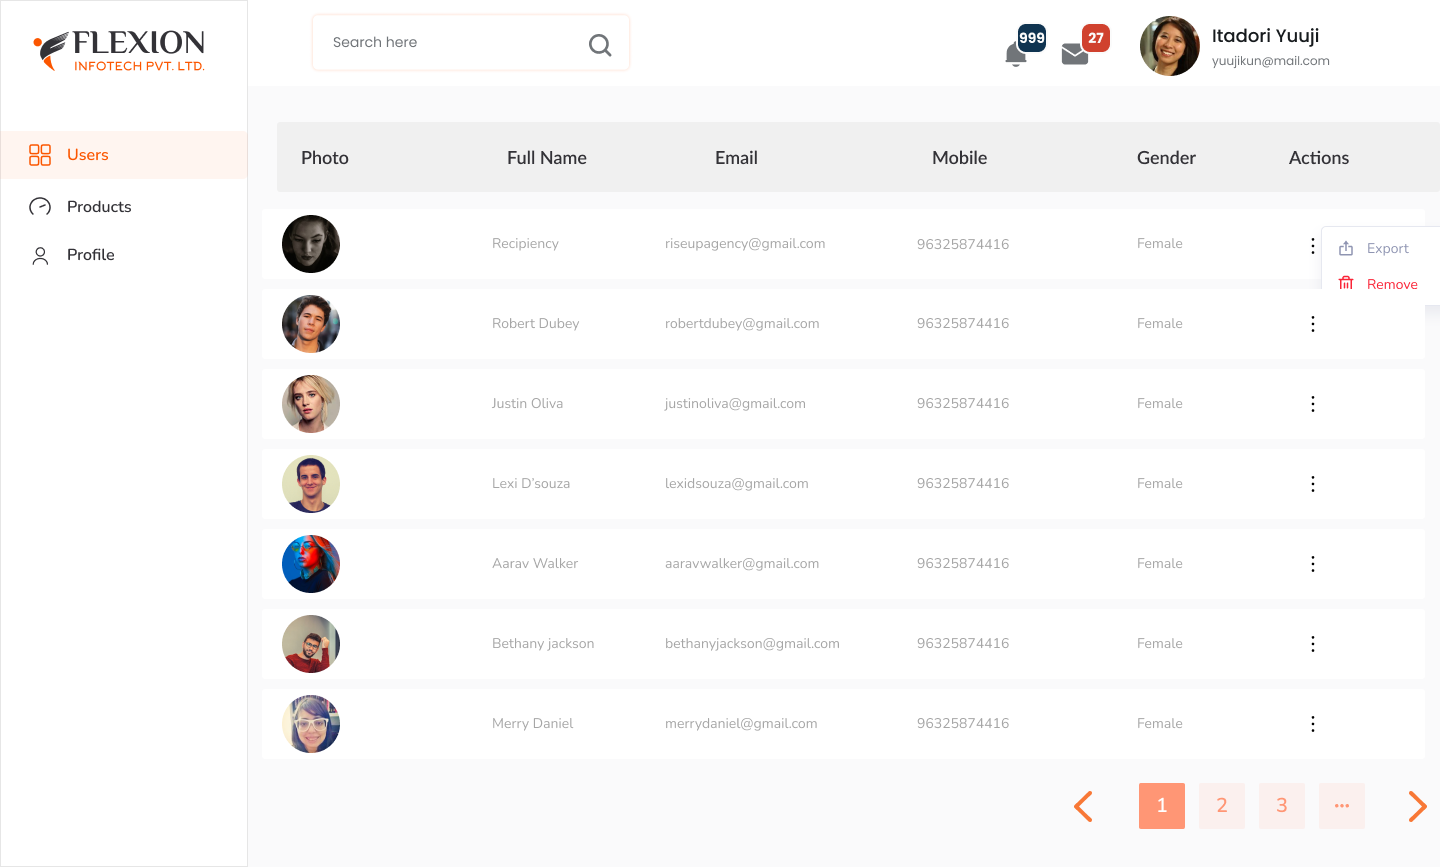 FLEXION
INFOTECH PVT. LTD.
Search here
999
27
Itadori Yuuji
yuujikun@mail.com
Users
Products
Profile
Photo Full Name Email Mobile Gender Actions
Recipiency riseupagency@gmail.com 96325874416 Female
Export
Remove
Robert Dubey robertdubey@gmail.com 96325874416 Female
Justin Oliva justinoliva@gmail.com 96325874416 Female
Lexi D'souza lexidsouza@gmail.com 96325874416 Female
Aarav Walker aaravwalker@gmail.com 96325874416 Female
Bethany jackson bethanyjackson@gmail.com 96325874416 Female
Merry Daniel merrydaniel@gmail.com 96325874416 Female
1 2 3 ...